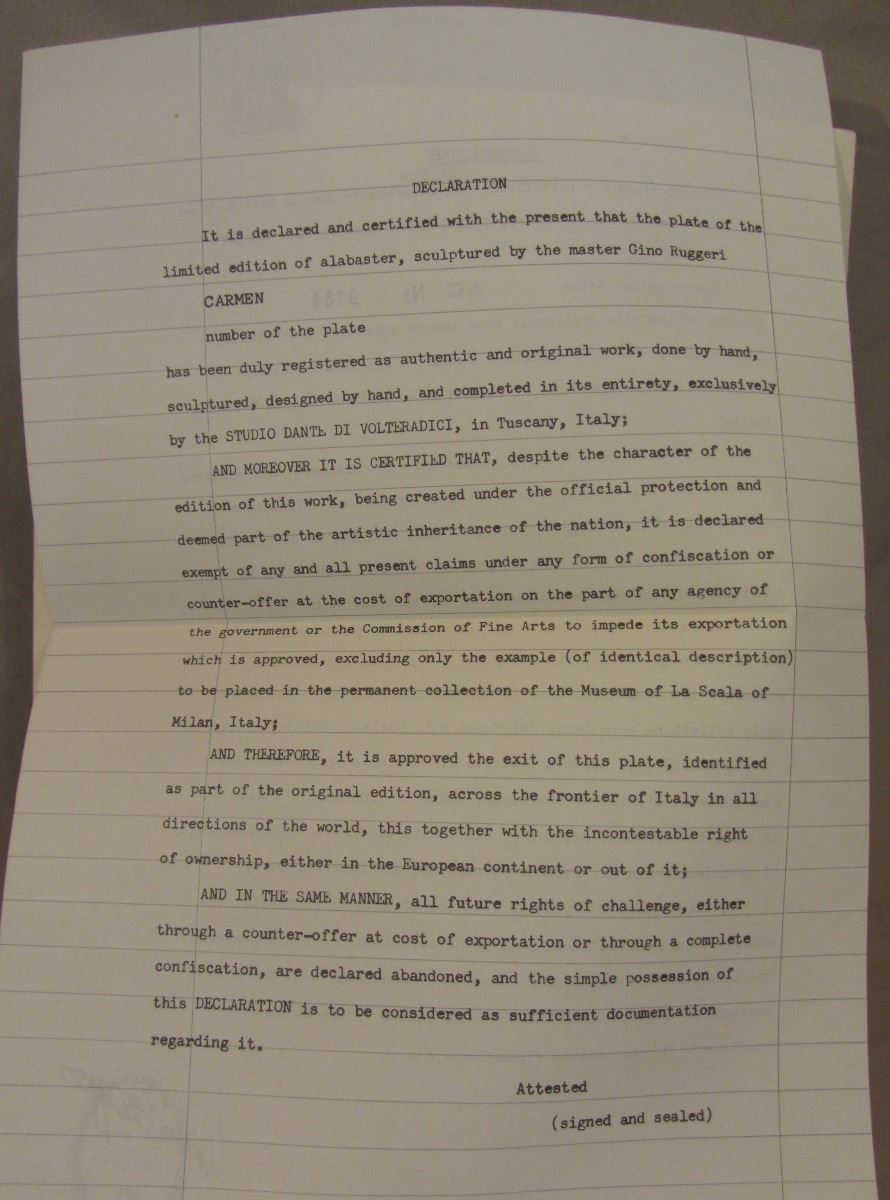 DECLARATION
It is declared and certified with the present that the plate of the
limited edition of alabaster, sculptured by the master Gino Ruggeri
CARMEN
number of the plate
has been duly registered as authentic and original work, done by hand,
sculptured, designed by hand, and completed in its entirety, exclusively
by the STUDIO DANTE DI VOLTERADICI, in Tuscany, Italy;
AND MOREOVER IT IS CERTIFIED THAT, despite the character of the
edition of this work, being created under the official protection and
deemed part of the artistic inheritance of the nation, it is declared
exempt of any and all present claims under any form of confiscation or
counter-offer at the cost of exportation on the part of any agency of
the government or the Commission of Fine Arts to impede its exportation
which is approved, excluding only the example (of identical description)
to be placed in the permanent collection of the Museum of La Scala of
Milan, Italy;
AND THEREFORE, it is approved the exit of this plate, identified
as part of the original edition, across the frontier of Italy in all
directions of the world, this together with the incontestable right
of ownership, either in the European continent or out of it;
AND IN THE SAME MANNER, all future rights of challenge, either
through a counter-offer at cost of exportation or through a complete
confiscation, are declared abandoned, and the simple possession of
this DECLARATION is to be considered as sufficient documentation
regarding it.
Attested
(signed and sealed)